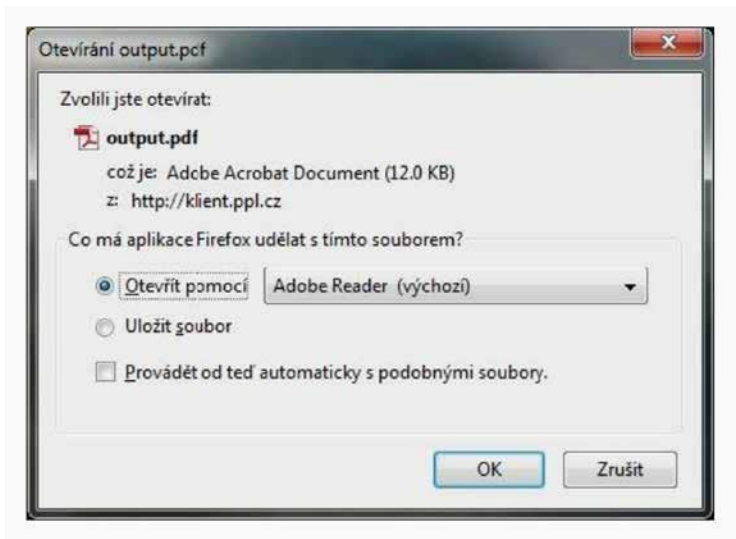 Otevírání output.pcf
Zvolili jste otevírat:
output.pdf
což je: Adcbe Acrobat Document (12.0 KB)
z: http://klient.ppl.cz
Co má aplikace Firefox udělat s tímto souborem?
Otevřít pomocí Adobe Reader (výchozí)
Uložit soubor
Provádět od teď automaticky s podobnými soubory.
OK Zrušit